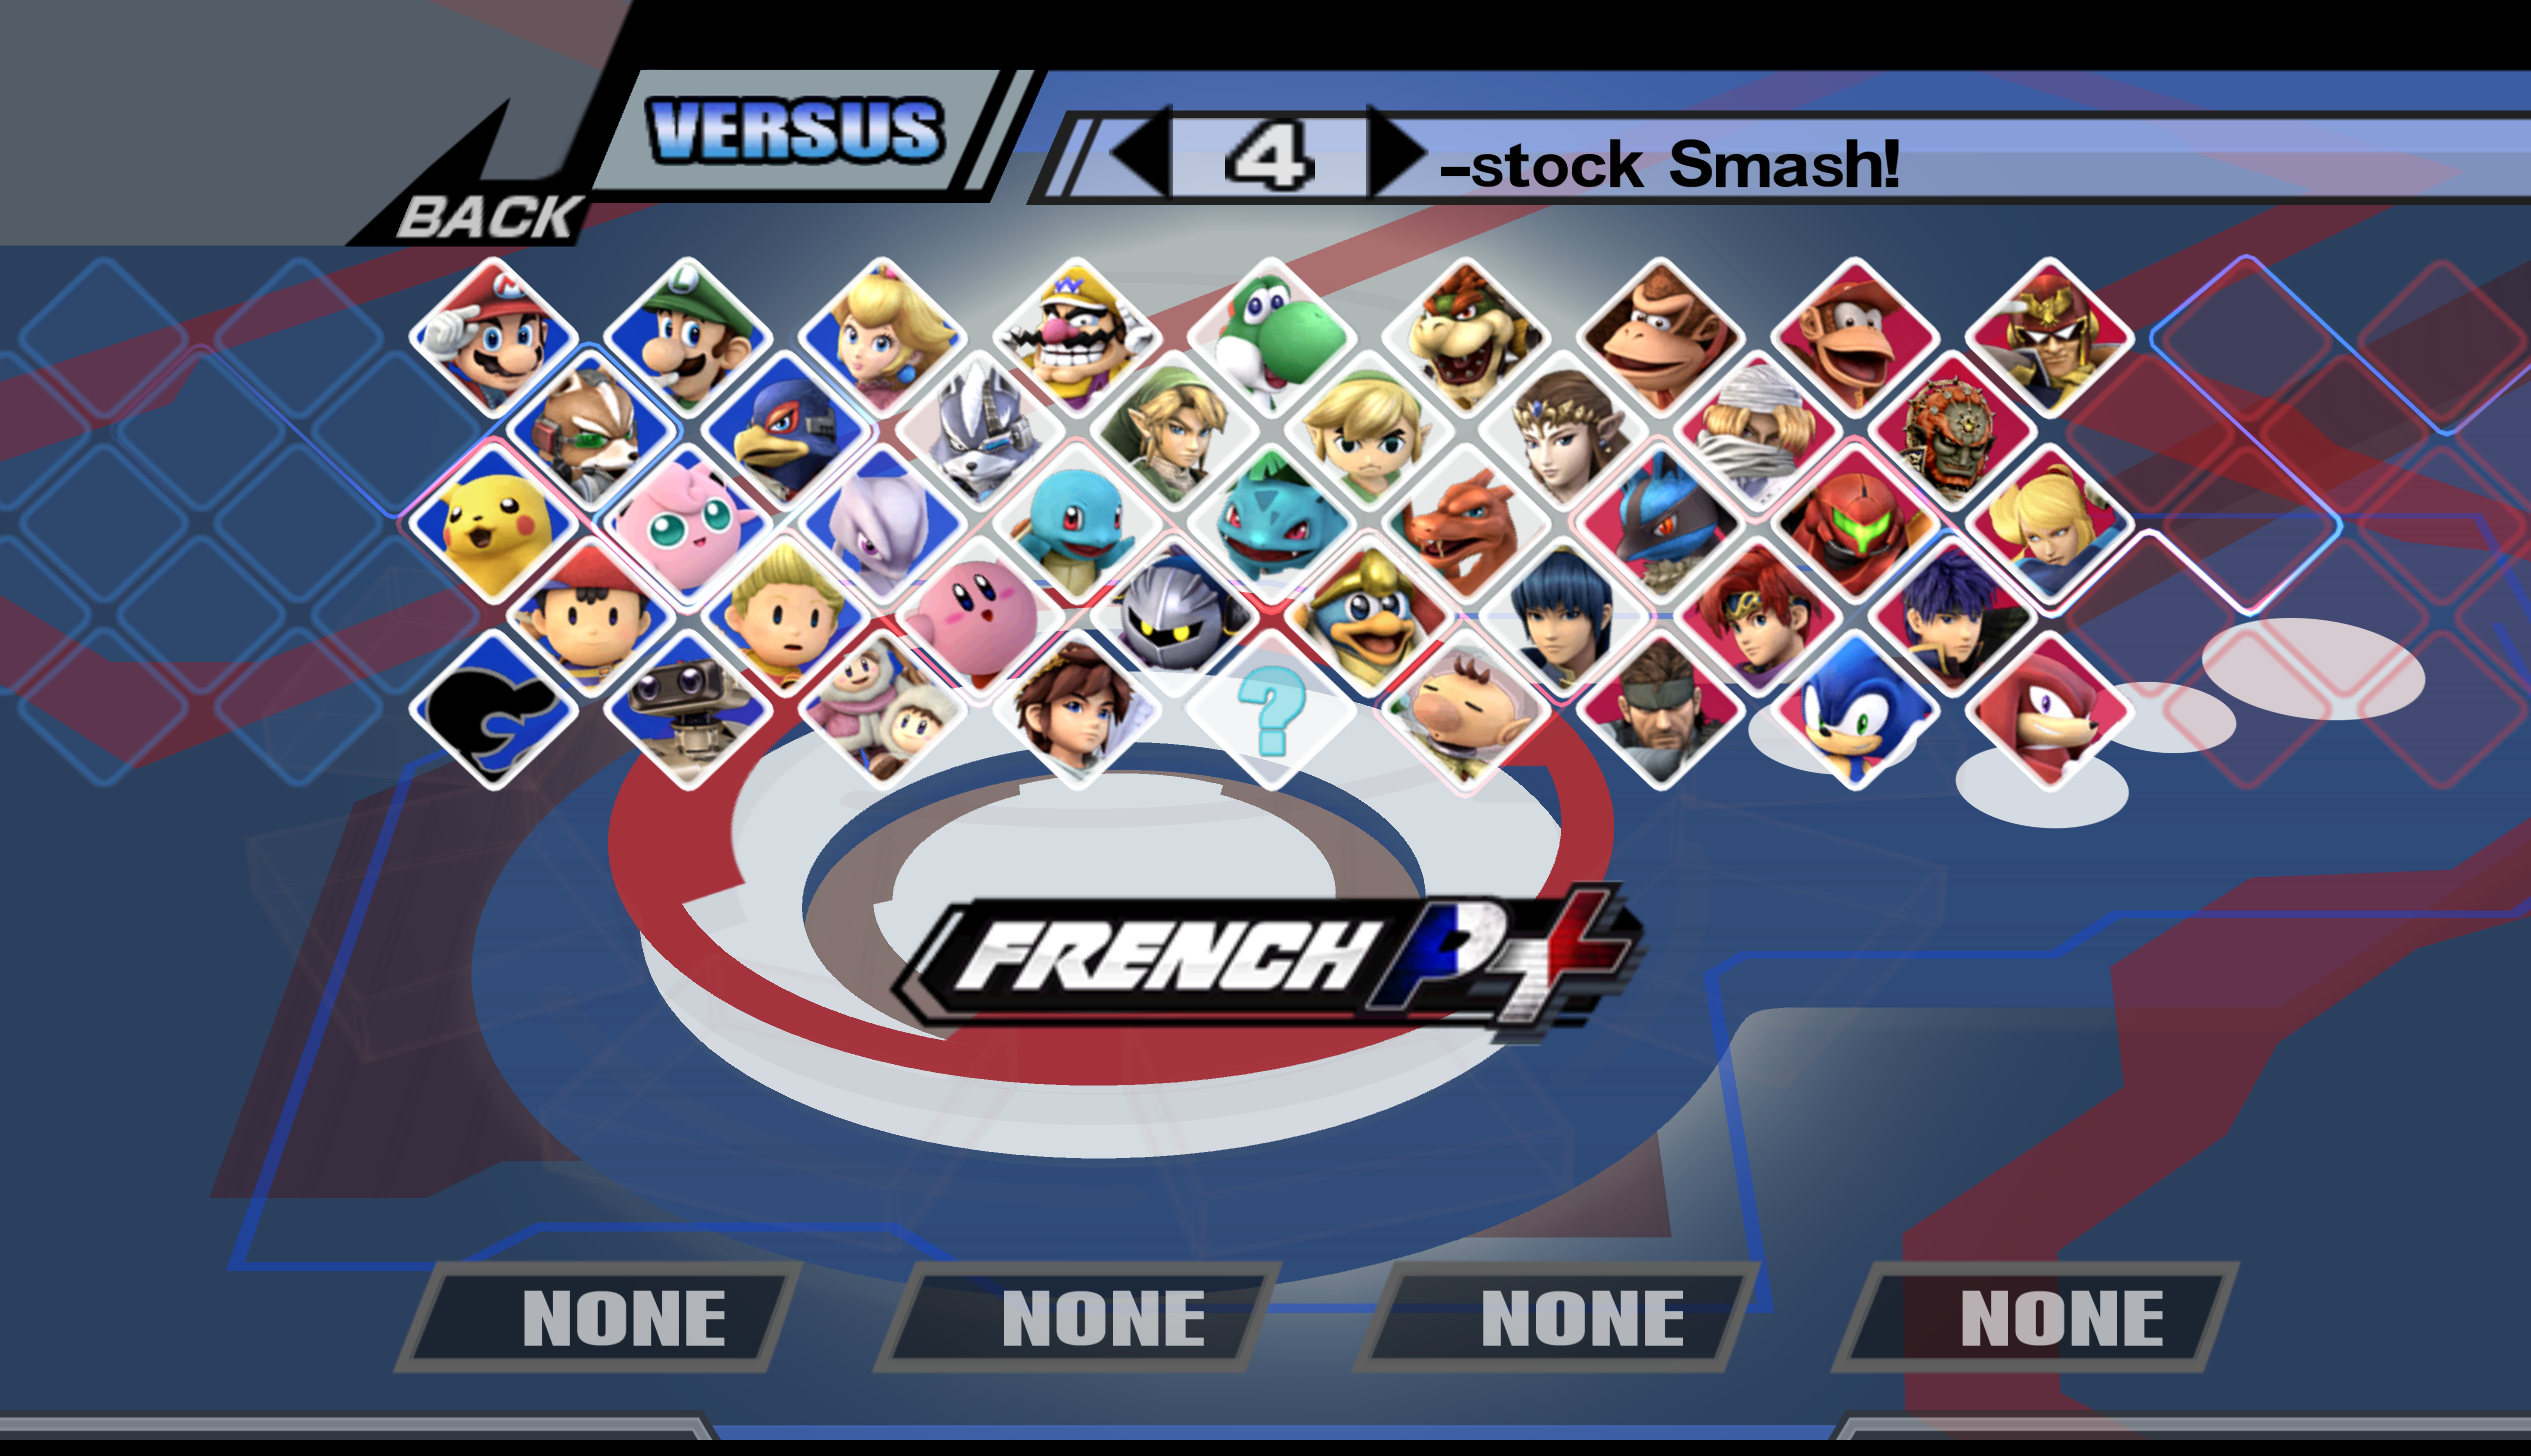 VERSUS
4 -stock Smash!
BACK
M
L
W
?
FRENCH P+
NONE
NONE
NONE
NONE